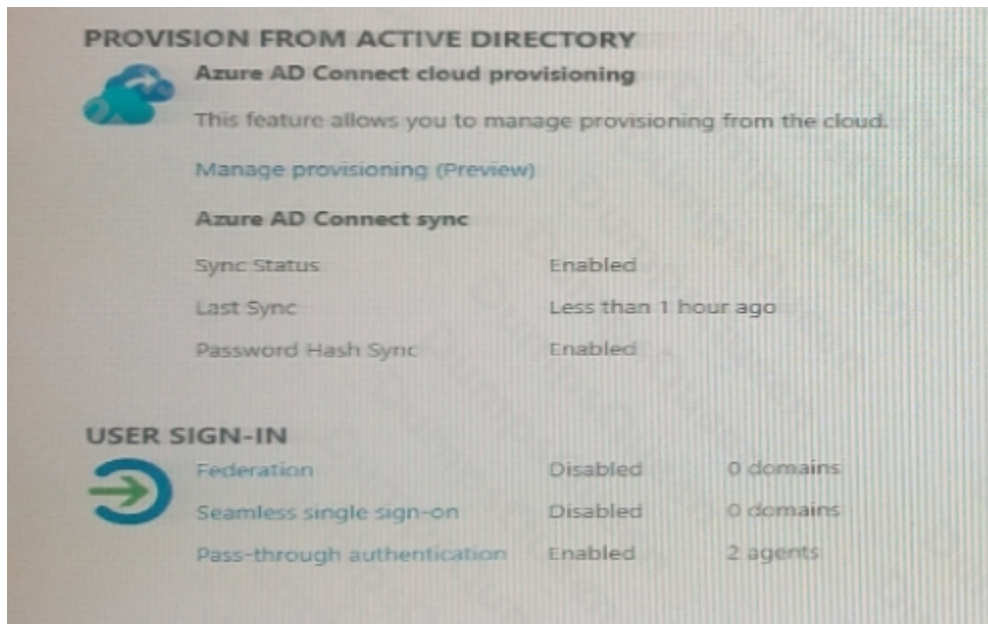 PROVISION FROM ACTIVE DIRECTORY
Azure AD Connect cloud provisioning
This feature allows you to manage provisioning from the cloud.
Manage provisioning (Preview)
Azure AD Connect sync
Sync Status Enabled
Last Sync Less than 1 hour ago
Password Hash Sync Enabled
USER SIGN-IN
Federation Disabled 0 domains
Seamless single sign-on Disabled 0 domains
Pass-through authentication Enabled 2 agents